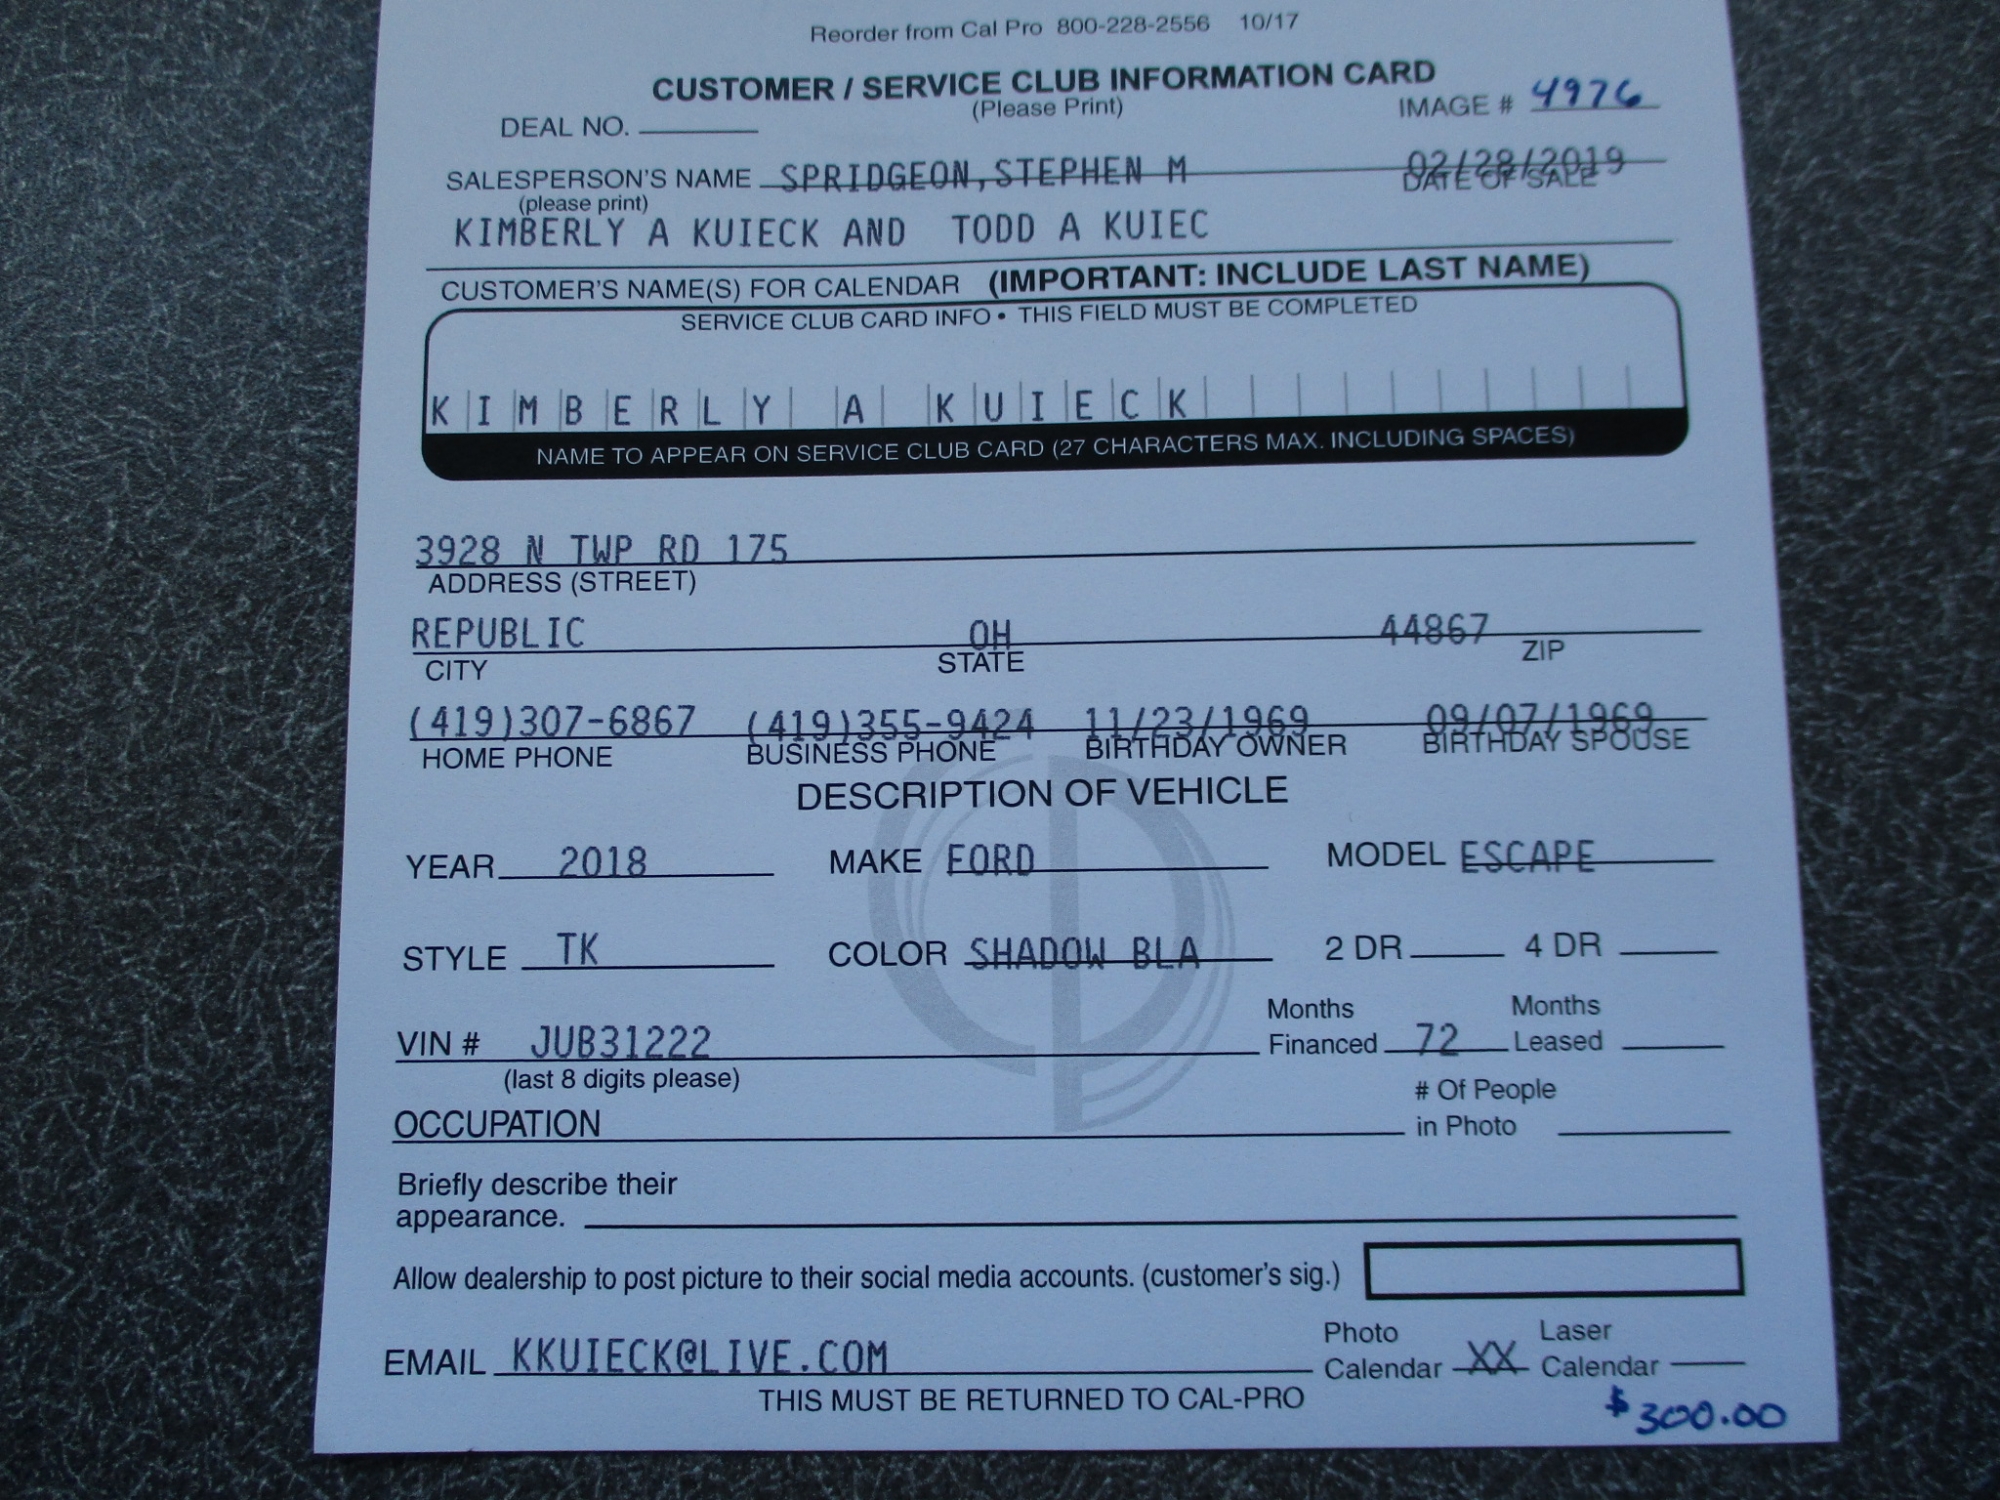 Reorder from Cal Pro 800-228-2556 10/17
CUSTOMER / SERVICE CLUB INFORMATION CARD
(Please Print)
DEAL NO.
IMAGE # 4976
SALESPERSON'S NAME SPRIDGEON,STEPHEN M 02/28/2019
(please print) DATE OF SALE
KIMBERLY A KUIECK AND TODD A KUIEC
CUSTOMER'S NAME(S) FOR CALENDAR (IMPORTANT: INCLUDE LAST NAME)
SERVICE CLUB CARD INFO • THIS FIELD MUST BE COMPLETED
KIMBERLY A KUIECK
NAME TO APPEAR ON SERVICE CLUB CARD (27 CHARACTERS MAX. INCLUDING SPACES)
3928 N TWP RD 175
ADDRESS (STREET)
REPUBLIC OH 44867
CITY STATE ZIP
(419)307-6867 (419)355-9424 11/23/1969 09/07/1969
HOME PHONE BUSINESS PHONE BIRTHDAY OWNER BIRTHDAY SPOUSE
DESCRIPTION OF VEHICLE
YEAR 2018 MAKE FORD MODEL ESCAPE
STYLE TK COLOR SHADOW BLA 2 DR 4 DR
Months Months
VIN # JUB31222 Financed 72 Leased
(last 8 digits please)
# Of People
OCCUPATION in Photo
Briefly describe their
appearance.
Allow dealership to post picture to their social media accounts. (customer's sig.)
Photo Laser
EMAIL KKUIECK@LIVE.COM Calendar XX Calendar
THIS MUST BE RETURNED TO CAL-PRO
$300.00